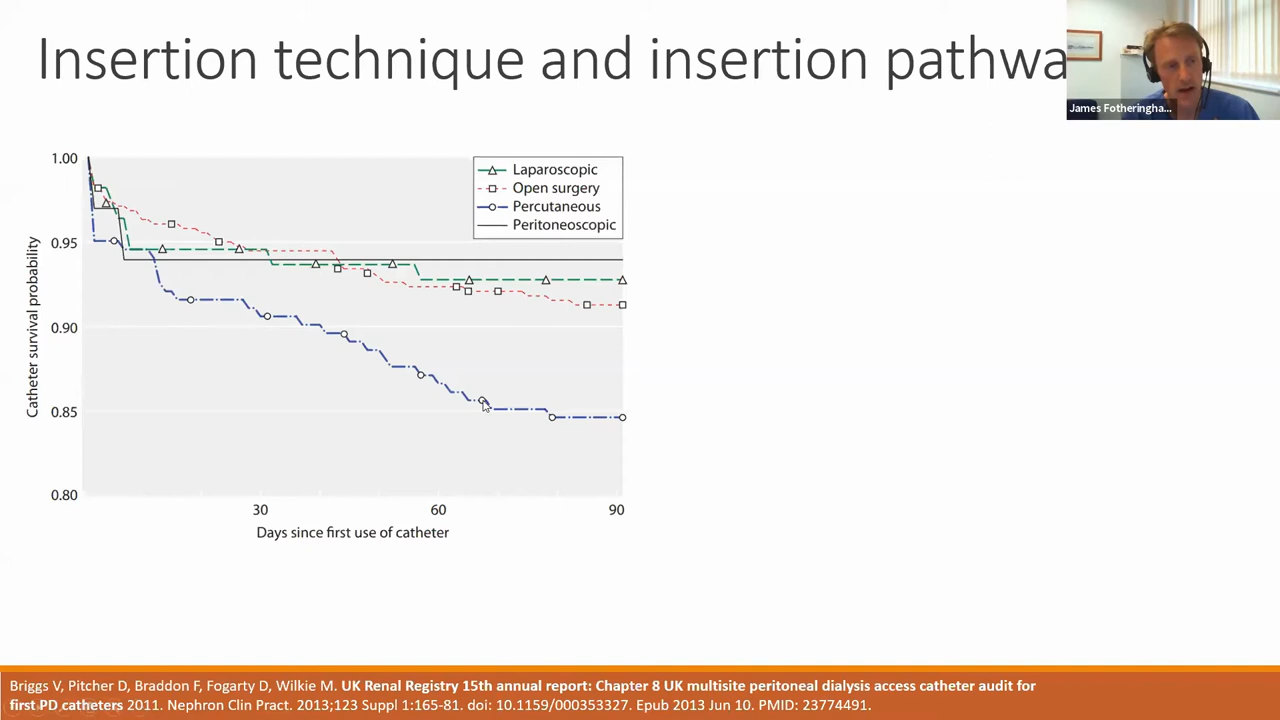 Insertion technique and insertion pathwa
James Fotheringha...
1.00
0.95
0.90
0.85
0.80
Catheter survival probability
Laparoscopic
Open surgery
Percutaneous
Peritoneoscopic
30
60
90
Days since first use of catheter
Briggs V, Pitcher D, Braddon F, Fogarty D, Wilkie M. UK Renal Registry 15th annual report: Chapter 8 UK multisite peritoneal dialysis access catheter audit for
first PD catheters 2011. Nephron Clin Pract. 2013;123 Suppl 1:165-81. doi: 10.1159/000353327. Epub 2013 Jun 10. PMID: 23774491.